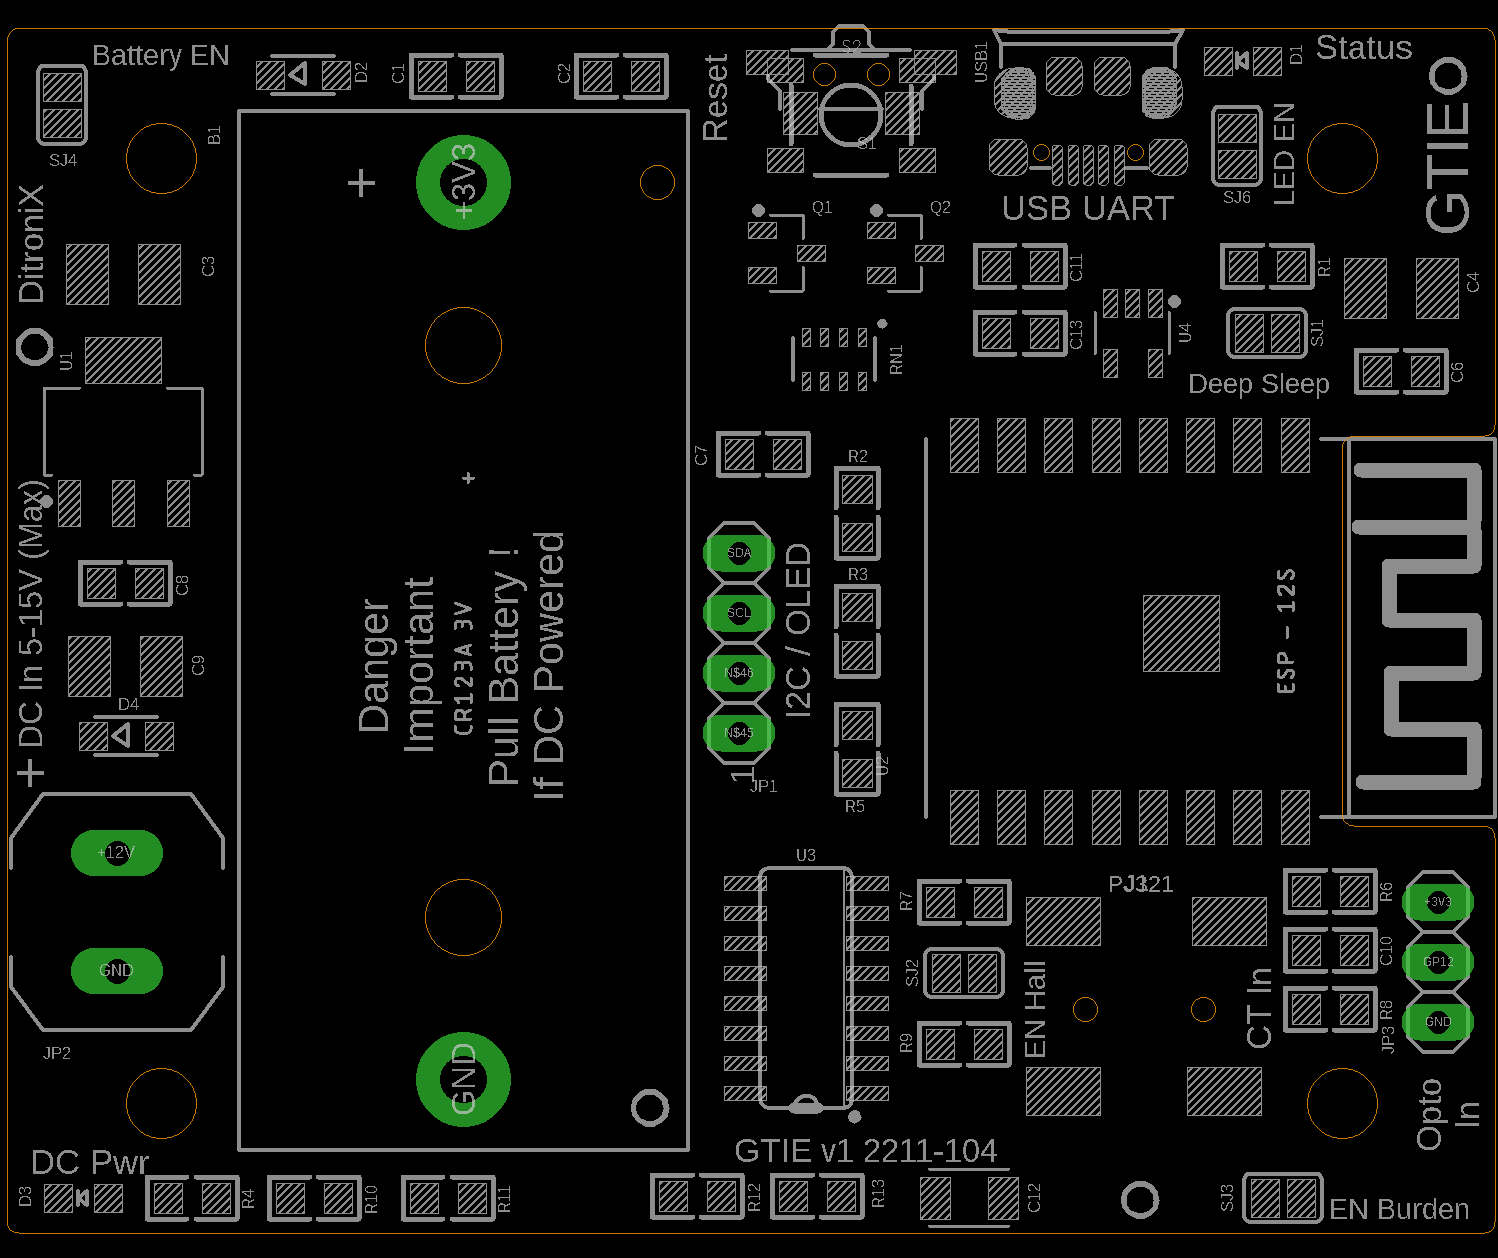 Battery EN
D2
C1
C2
S2
Reset
USB1
D1
Status
SJ4
B1
S1
LED EN
SJ6
GTIE
DitroniX
+
+3V3
Q1
Q2
USB UART
C3
C11
R1
C4
U1
RN1
C13
U4
SJ1
Deep Sleep
C6
C7
R2
+
DC In 5-15V (Max)
+
C8
C9
D4
Danger
Important
CR123A 3V
Pull Battery !
If DC Powered
SDA
SCL
N$46
N$45
I2C / OLED
1
JP1
R3
U2
R5
ESP - 12S
+12V
GND
JP2
U3
R7
SJ2
R9
EN Hall
CT In
R6
C10
R8
JP3
+3V3
GP12
GND
Opto
In
GND
GTIE v1 2211-104
DC Pwr
D3
R4
R10
R11
R12
R13
C12
SJ3
EN Burden